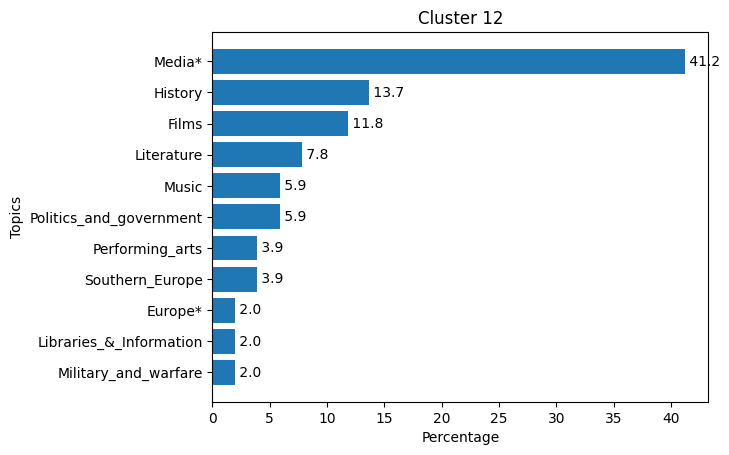 Cluster 12
Topics
Media* 41.2
History 13.7
Films 11.8
Literature 7.8
Music 5.9
Politics_and_government 5.9
Performing_arts 3.9
Southern_Europe 3.9
Europe* 2.0
Libraries_&_Information 2.0
Military_and_warfare 2.0
0 5 10 15 20 25 30 35 40
Percentage